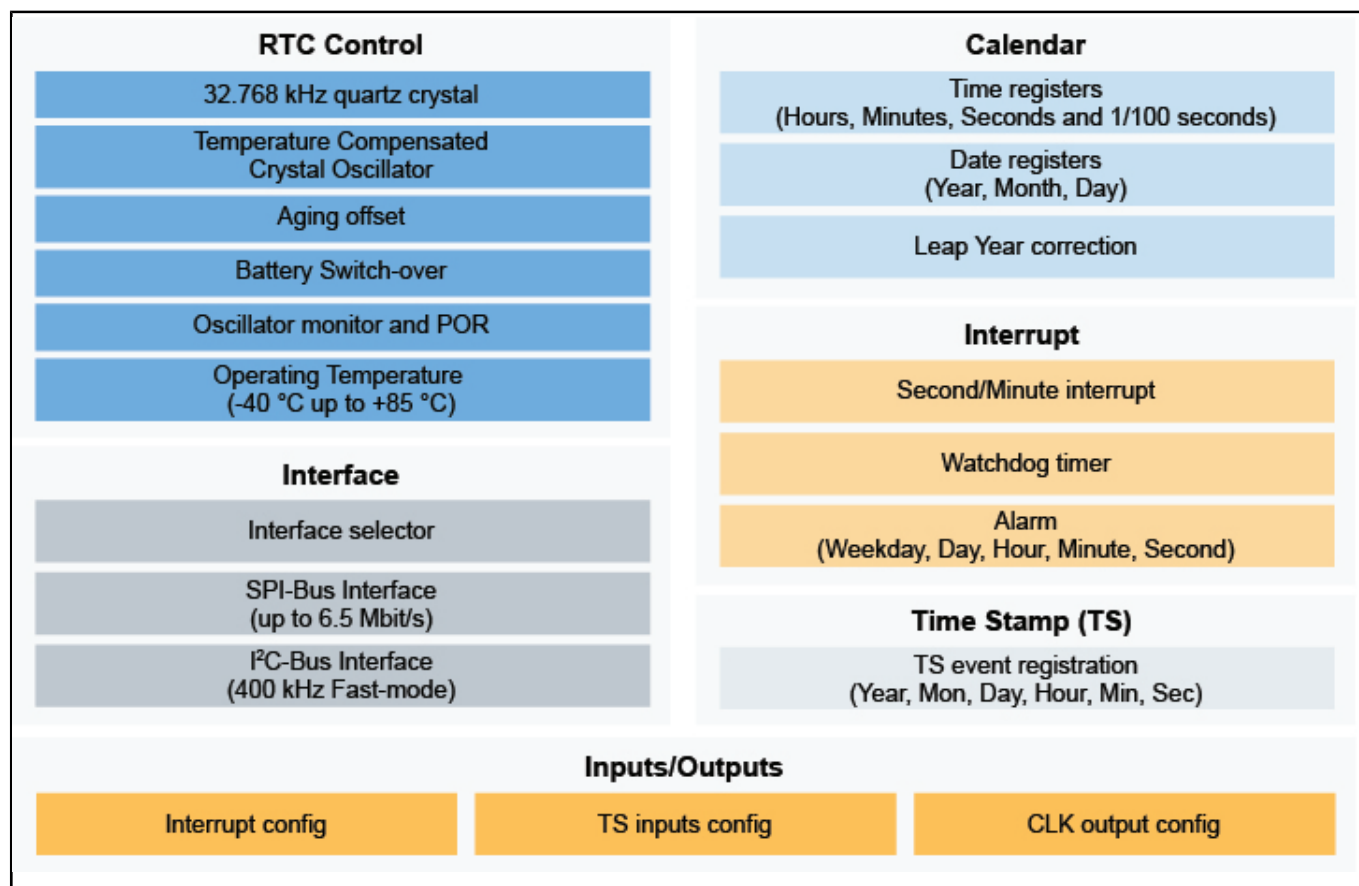 RTC Control
32.768 kHz quartz crystal
Temperature Compensated
Crystal Oscillator
Aging offset
Battery Switch-over
Oscillator monitor and POR
Operating Temperature
(-40 °C up to +85 °C)
Interface
Interface selector
SPI-Bus Interface
(up to 6.5 Mbit/s)
I²C-Bus Interface
(400 kHz Fast-mode)
Calendar
Time registers
(Hours, Minutes, Seconds and 1/100 seconds)
Date registers
(Year, Month, Day)
Leap Year correction
Interrupt
Second/Minute interrupt
Watchdog timer
Alarm
(Weekday, Day, Hour, Minute, Second)
Time Stamp (TS)
TS event registration
(Year, Mon, Day, Hour, Min, Sec)
Inputs/Outputs
Interrupt config
TS inputs config
CLK output config